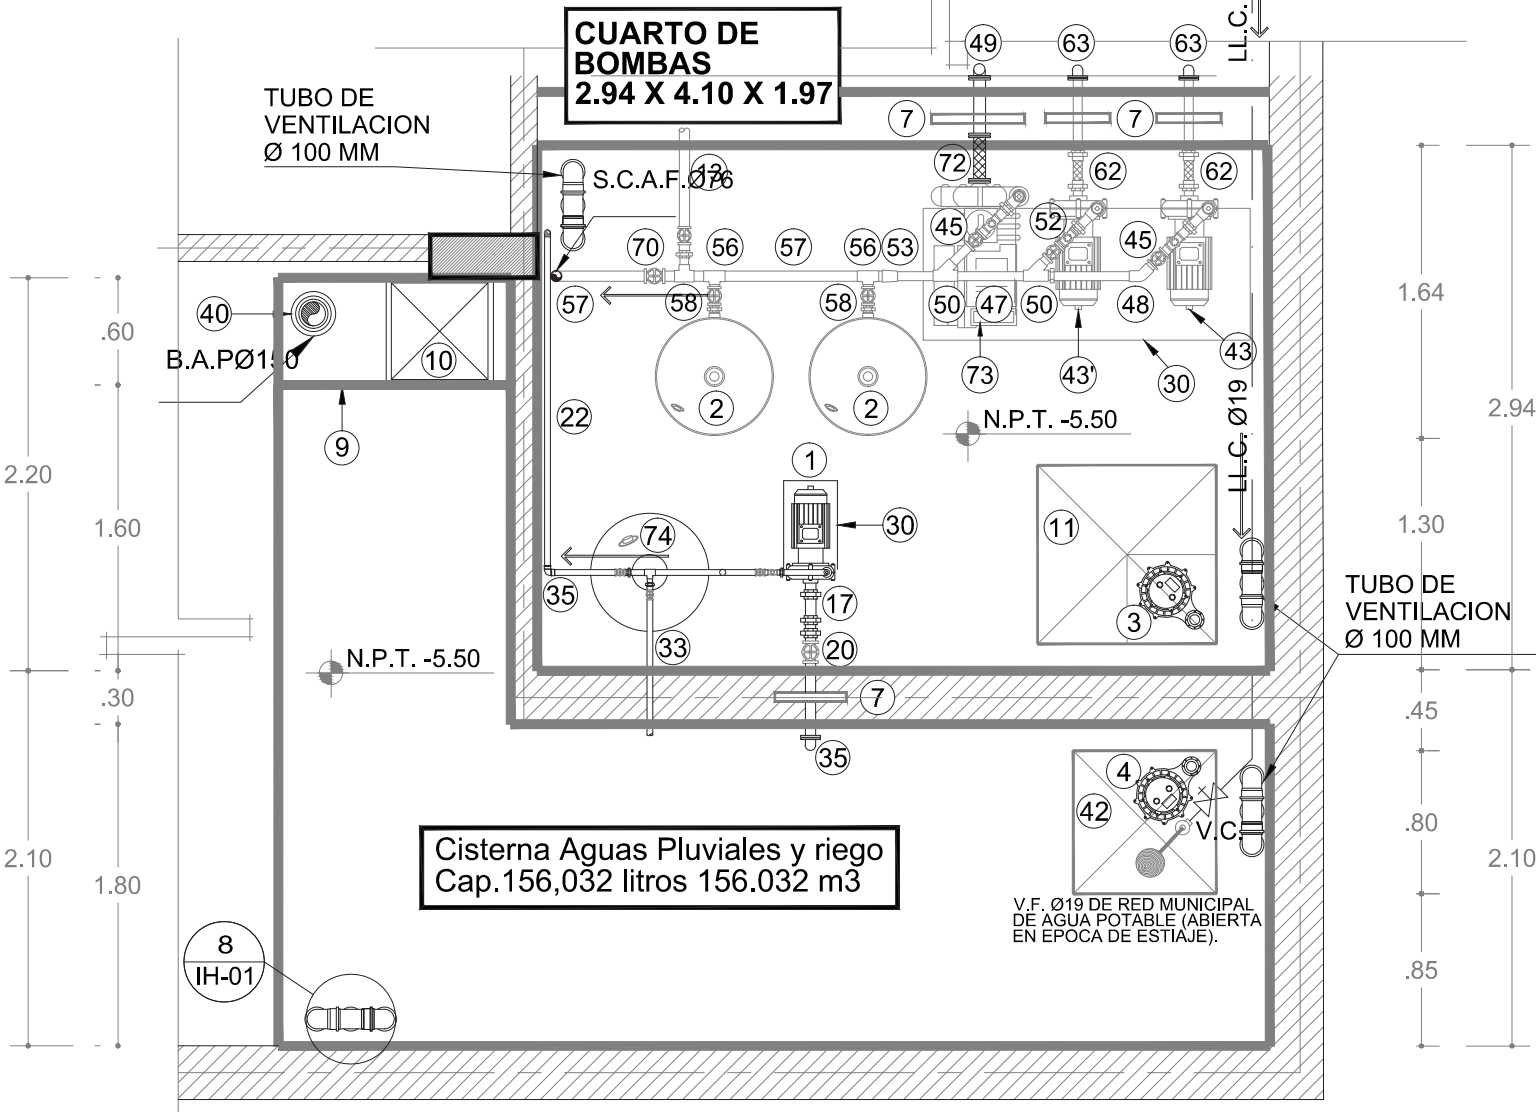 CUARTO DE
BOMBAS
2.94 X 4.10 X 1.97
LL.C.
49
63
63
TUBO DE
VENTILACION
Ø 100 MM
7
7
72
62
62
S.C.A.F.Ø76
13
45
52
45
70
56
57
56
53
57
58
58
50
47
50
48
43
40
B.A.PØ150
10
73
43'
30
2
2
9
22
N.P.T. -5.50
LL.C. Ø19
1
11
30
74
35
17
3
33
20
N.P.T. -5.50
TUBO DE
VENTILACION
Ø 100 MM
7
35
4
42
V.C.
Cisterna Aguas Pluviales y riego
Cap.156,032 litros 156.032 m3
V.F. Ø19 DE RED MUNICIPAL
DE AGUA POTABLE (ABIERTA
EN EPOCA DE ESTIAJE).
8
IH-01
2.20
2.10
.60
1.60
.30
1.80
1.64
1.30
.45
.80
.85
2.94
2.10